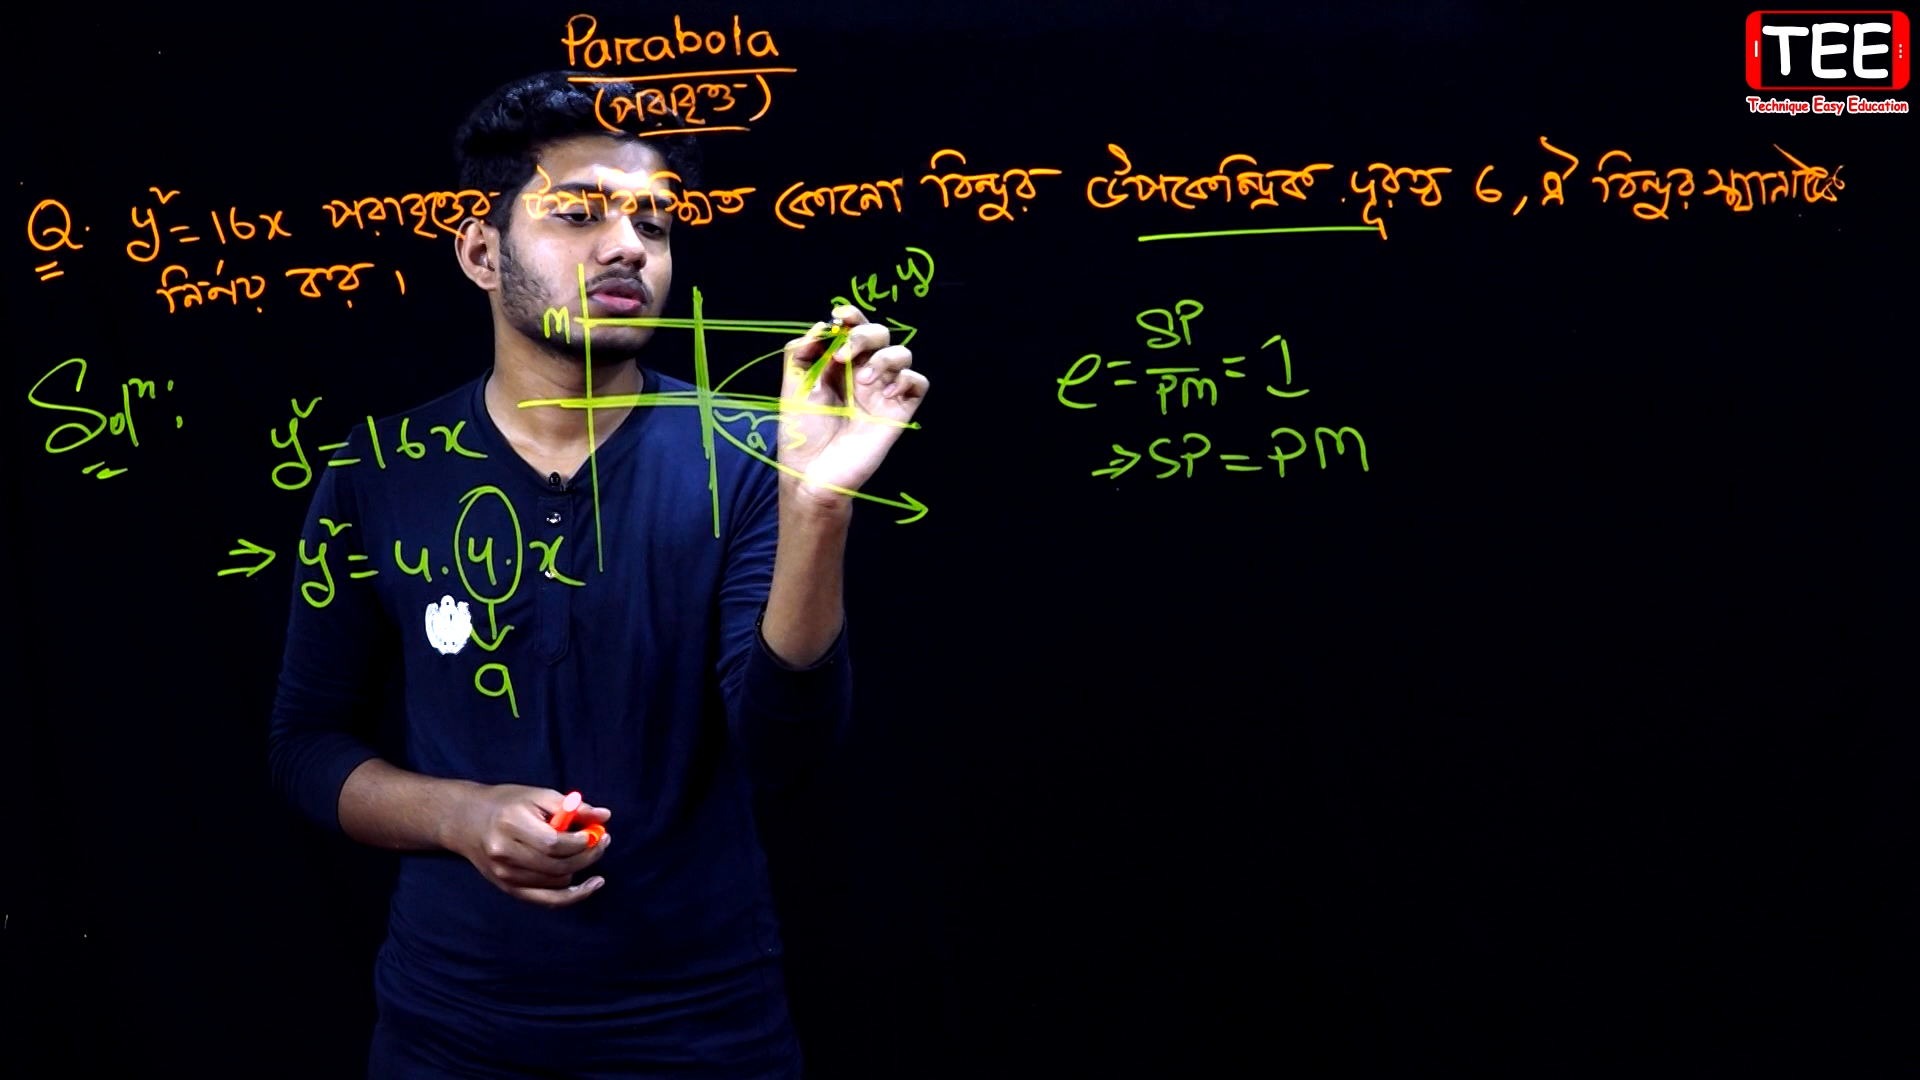 Parabola
(পরাবৃত্ত)
TEE
Technique Easy Education
Q. y² = 16x পরাবৃত্তের উপরিস্থিত কোনো বিন্দুর উপকেন্দ্রিক দূরত্ব 6, ঐ বিন্দুর স্থানাঙ্ক
নির্ণয় কর।
Solⁿ:
y² = 16x
⇒ y² = 4.4.x
a
M
(x, y)
a
S
e = SP/PM = 1
⇒ SP = PM